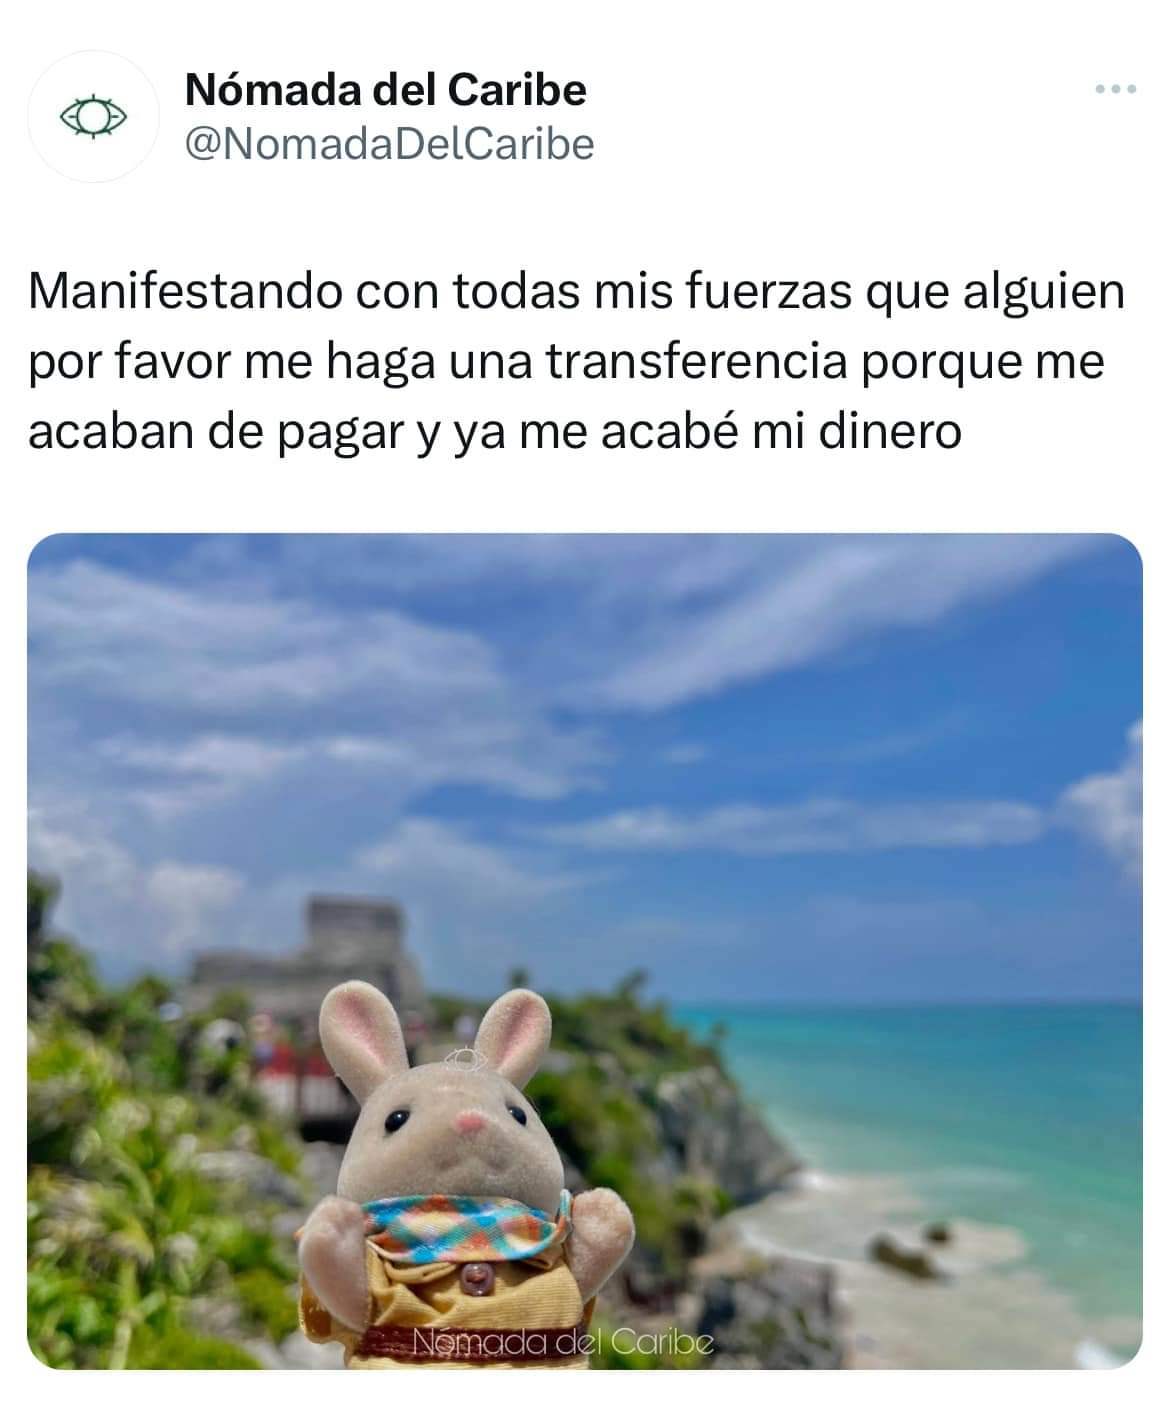 Nómada del Caribe
@NomadaDelCaribe
Manifestando con todas mis fuerzas que alguien
por favor me haga una transferencia porque me
acaban de pagar y ya me acabé mi dinero
Nómada del Caribe